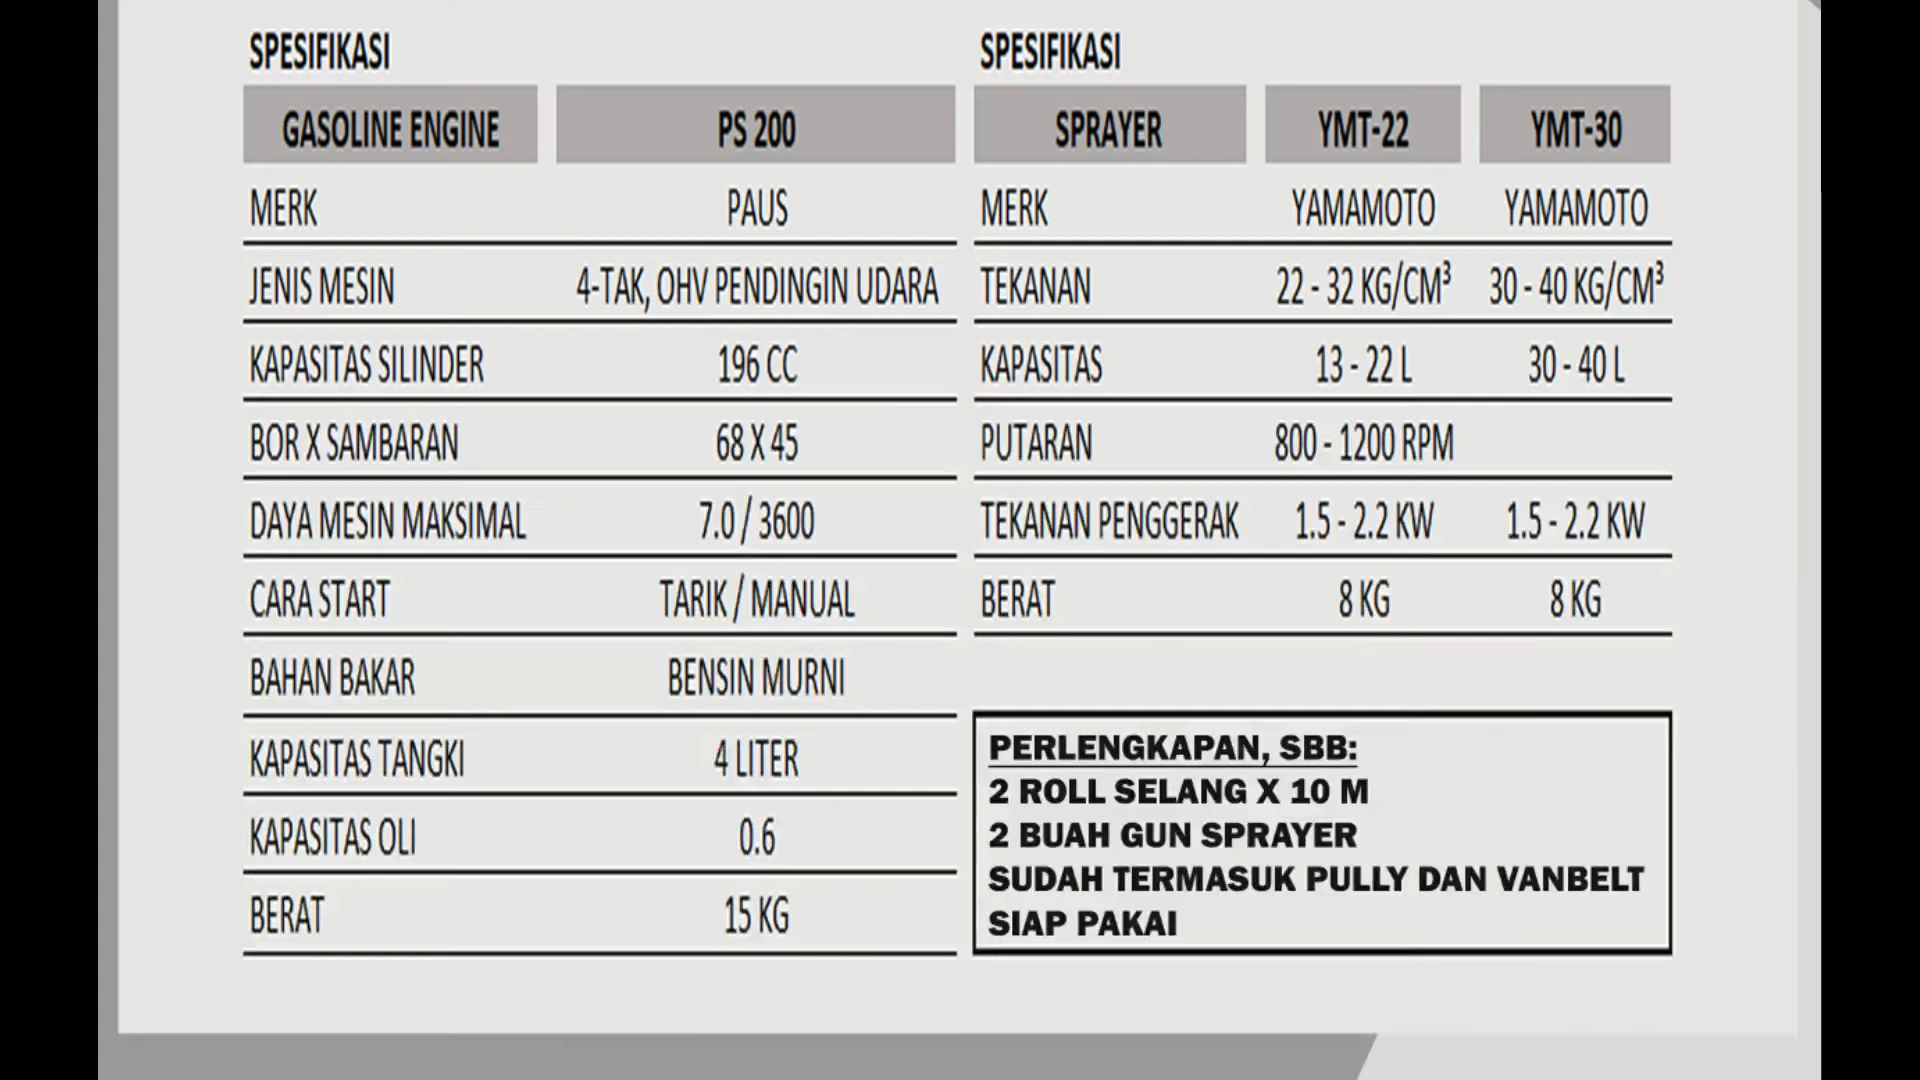 SPESIFIKASI
GASOLINE ENGINE PS 200
MERK PAUS
JENIS MESIN 4-TAK, OHV PENDINGIN UDARA
KAPASITAS SILINDER 196 CC
BOR X SAMBARAN 68 X 45
DAYA MESIN MAKSIMAL 7.0 / 3600
CARA START TARIK / MANUAL
BAHAN BAKAR BENSIN MURNI
KAPASITAS TANGKI 4 LITER
KAPASITAS OLI 0.6
BERAT 15 KG
SPESIFIKASI
SPRAYER YMT-22 YMT-30
MERK YAMAMOTO YAMAMOTO
TEKANAN 22 - 32 KG/CM³ 30 - 40 KG/CM³
KAPASITAS 13 - 22 L 30 - 40 L
PUTARAN 800 - 1200 RPM
TEKANAN PENGGERAK 1.5 - 2.2 KW 1.5 - 2.2 KW
BERAT 8 KG 8 KG
PERLENGKAPAN, SBB:
2 ROLL SELANG X 10 M
2 BUAH GUN SPRAYER
SUDAH TERMASUK PULLY DAN VANBELT
SIAP PAKAI